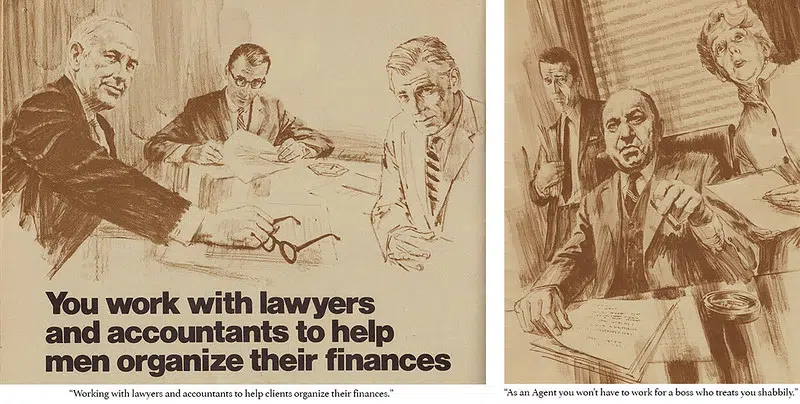 You work with lawyers
and accountants to help
men organize their finances
“Working with lawyers and accountants to help clients organize their finances.”
“As an Agent you won’t have to work for a boss who treats you shabbily.”